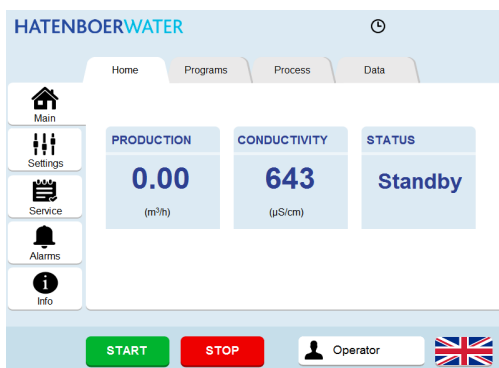 HATENBOERWATER
Home Programs Process Data
Main
Settings
Service
Alarms
Info
PRODUCTION CONDUCTIVITY STATUS
0.00 643 Standby
(m³/h) (µS/cm)
START STOP Operator